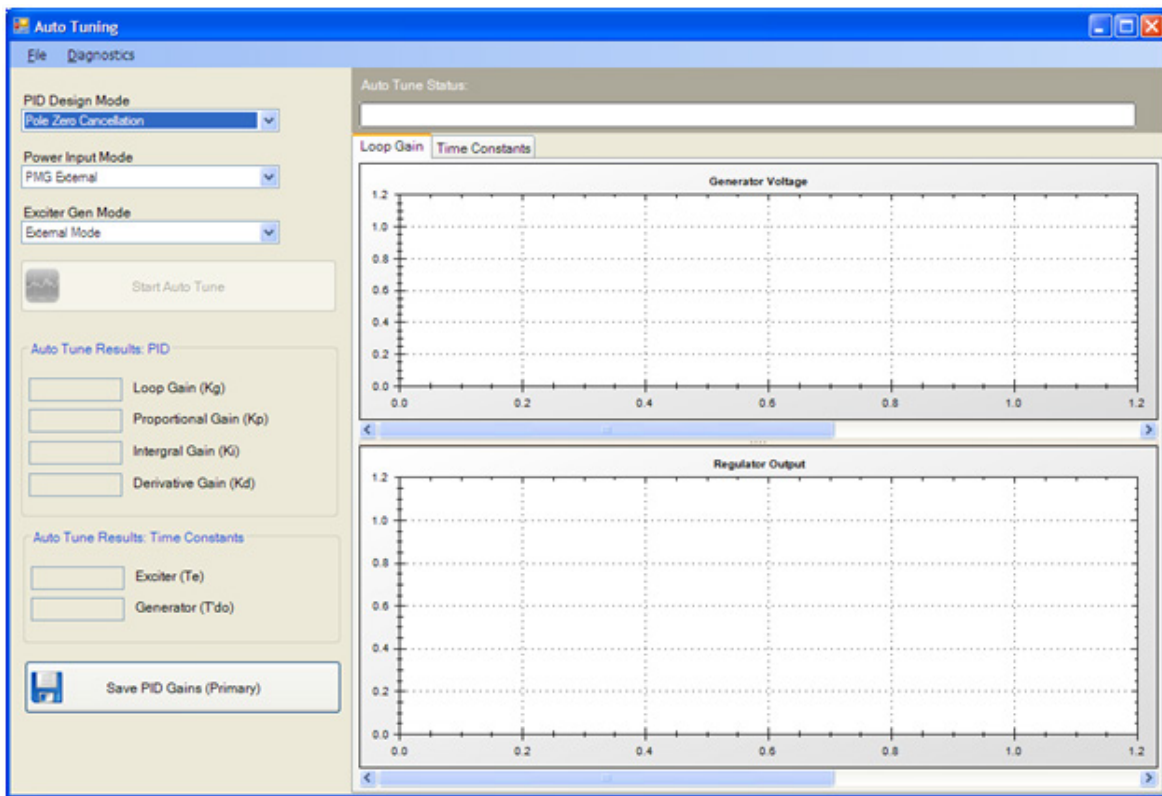 Auto Tuning
File Diagnostics
PID Design Mode
Pole Zero Cancellation
Power Input Mode
PMG External
Exciter Gen Mode
External Mode
Start Auto Tune
Auto Tune Results: PID
Loop Gain (Kg)
Proportional Gain (Kp)
Intergral Gain (Ki)
Derivative Gain (Kd)
Auto Tune Results: Time Constants
Exciter (Te)
Generator (T'do)
Save PID Gains (Primary)
Auto Tune Status:
Loop Gain Time Constants
Generator Voltage
1.2
1.0
0.8
0.6
0.4
0.2
0.0
0.0 0.2 0.4 0.6 0.8 1.0 1.2
Regulator Output
1.2
1.0
0.8
0.6
0.4
0.2
0.0
0.0 0.2 0.4 0.6 0.8 1.0 1.2